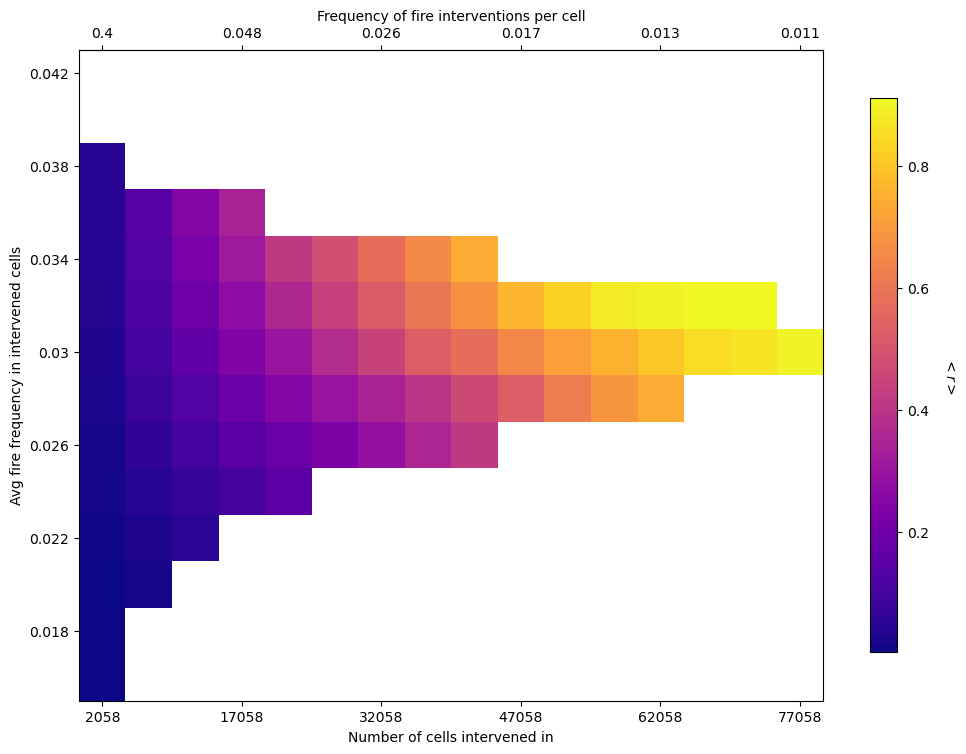 Frequency of fire interventions per cell
0.4 0.048 0.026 0.017 0.013 0.011
Avg fire frequency in intervened cells
0.042
0.038
0.034
0.03
0.026
0.022
0.018
2058 17058 32058 47058 62058 77058
Number of cells intervened in
0.8
0.6
0.4
0.2
< r >